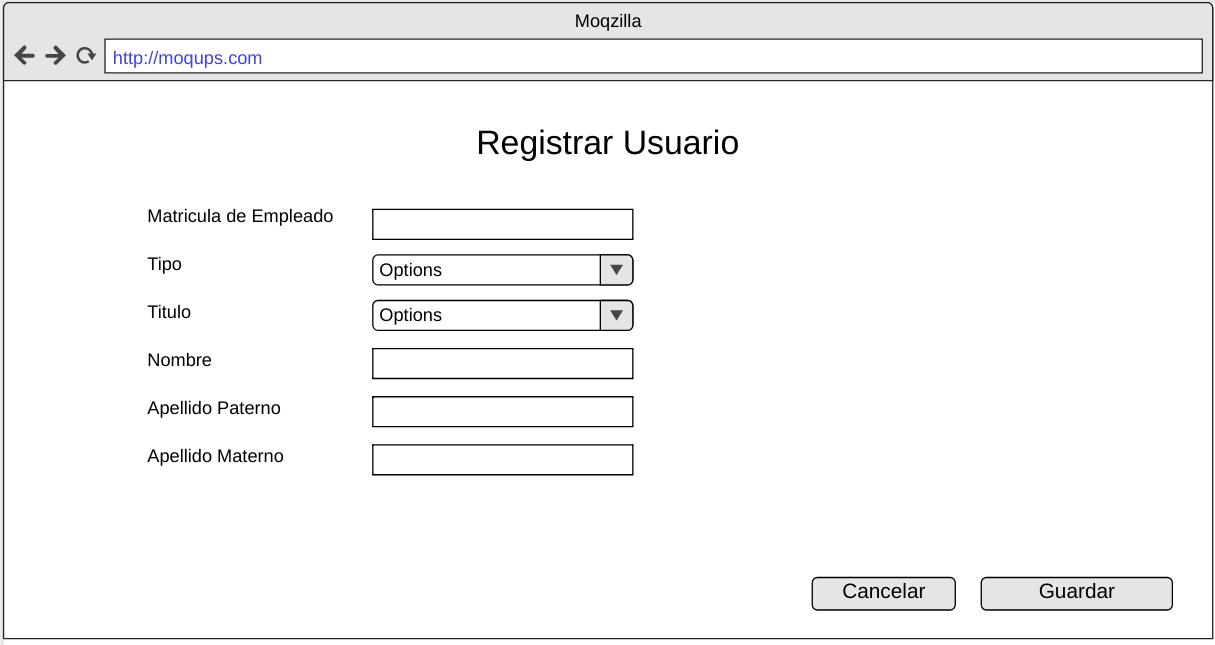 Moqzilla
http://moqups.com
Registrar Usuario
Matricula de Empleado
Tipo
Options
Titulo
Options
Nombre
Apellido Paterno
Apellido Materno
Cancelar
Guardar